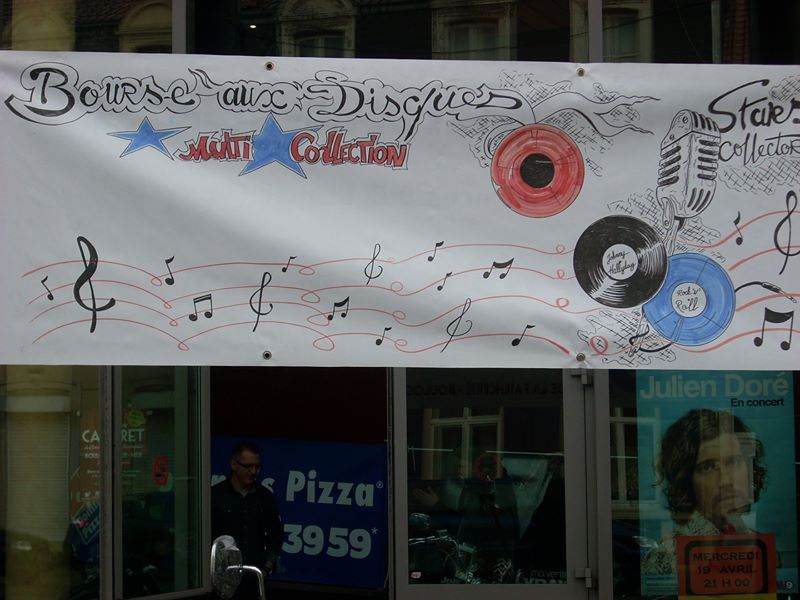 Bourse aux Disques
Multi Collection
Stars
Collector
Johnny
Hallyday
Rock'n'
Roll
Julien Doré
En concert
MERCREDI
19 AVRIL
21 H 00
Pizza
3959*